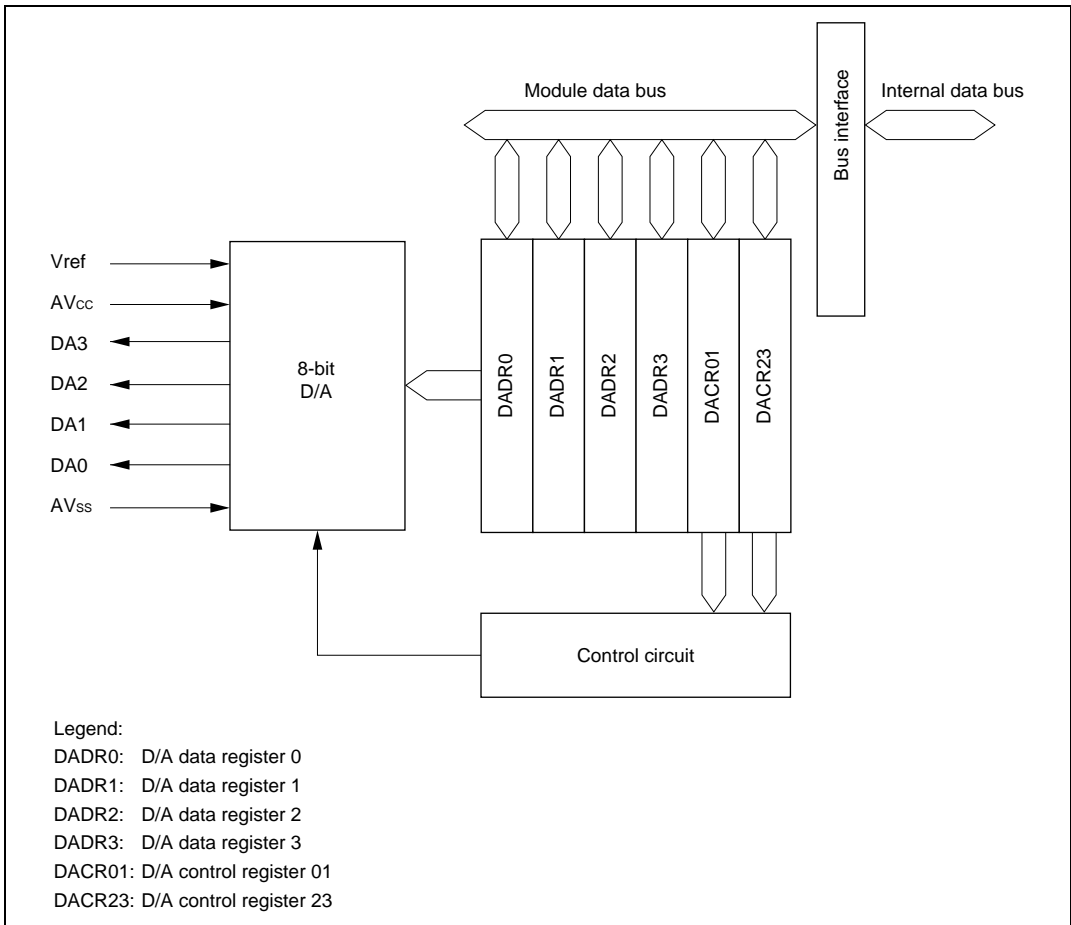 Module data bus
Bus interface
Internal data bus
Vref
AVCC
DA3
DA2
DA1
DA0
AVSS
8-bit
D/A
DADR0
DADR1
DADR2
DADR3
DACR01
DACR23
Control circuit
Legend:
DADR0: D/A data register 0
DADR1: D/A data register 1
DADR2: D/A data register 2
DADR3: D/A data register 3
DACR01: D/A control register 01
DACR23: D/A control register 23